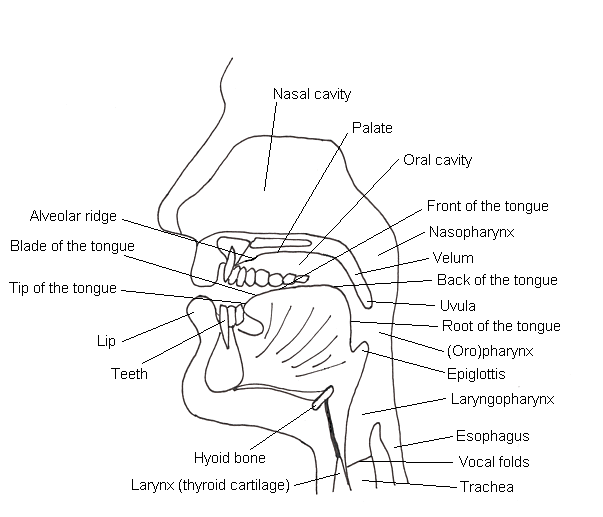 Nasal cavity
Palate
Oral cavity
Front of the tongue
Alveolar ridge
Nasopharynx
Blade of the tongue
Velum
Back of the tongue
Tip of the tongue
Uvula
Root of the tongue
Lip
(Oro)pharynx
Teeth
Epiglottis
Laryngopharynx
Esophagus
Hyoid bone
Vocal folds
Larynx (thyroid cartilage)
Trachea